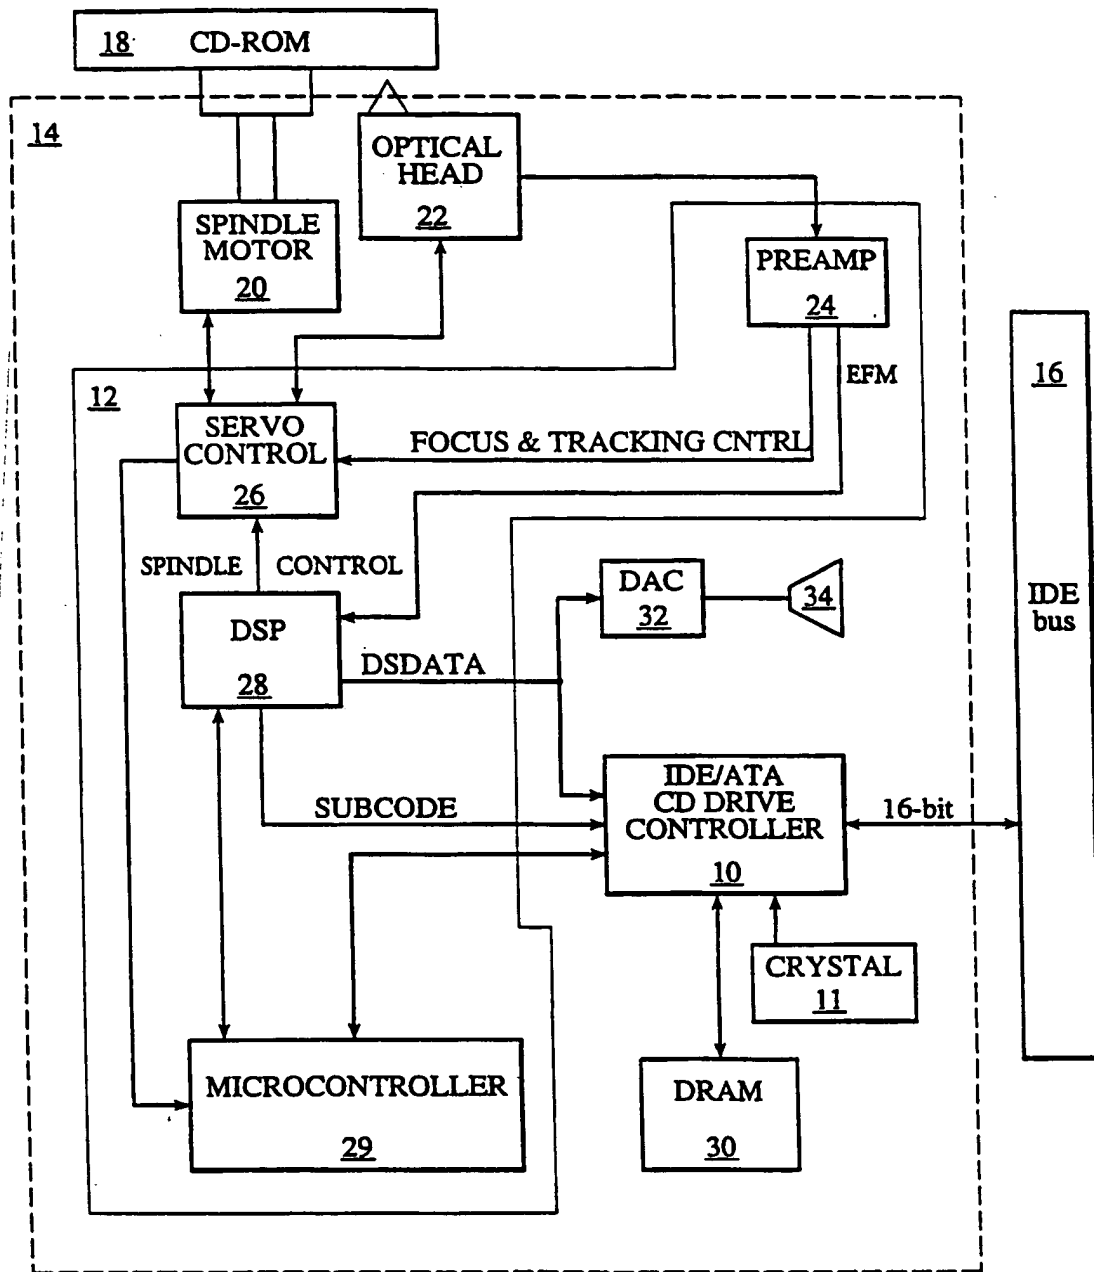 18 CD-ROM
14
OPTICAL
HEAD
22
SPINDLE
MOTOR
20
PREAMP
24
EFM
16
12
SERVO
CONTROL
26
FOCUS & TRACKING CNTRL
SPINDLE CONTROL
DAC
32
34
IDE
bus
DSP
28
DSDATA
IDE/ATA
CD DRIVE
CONTROLLER
10
16-bit
SUBCODE
CRYSTAL
11
MICROCONTROLLER
29
DRAM
30